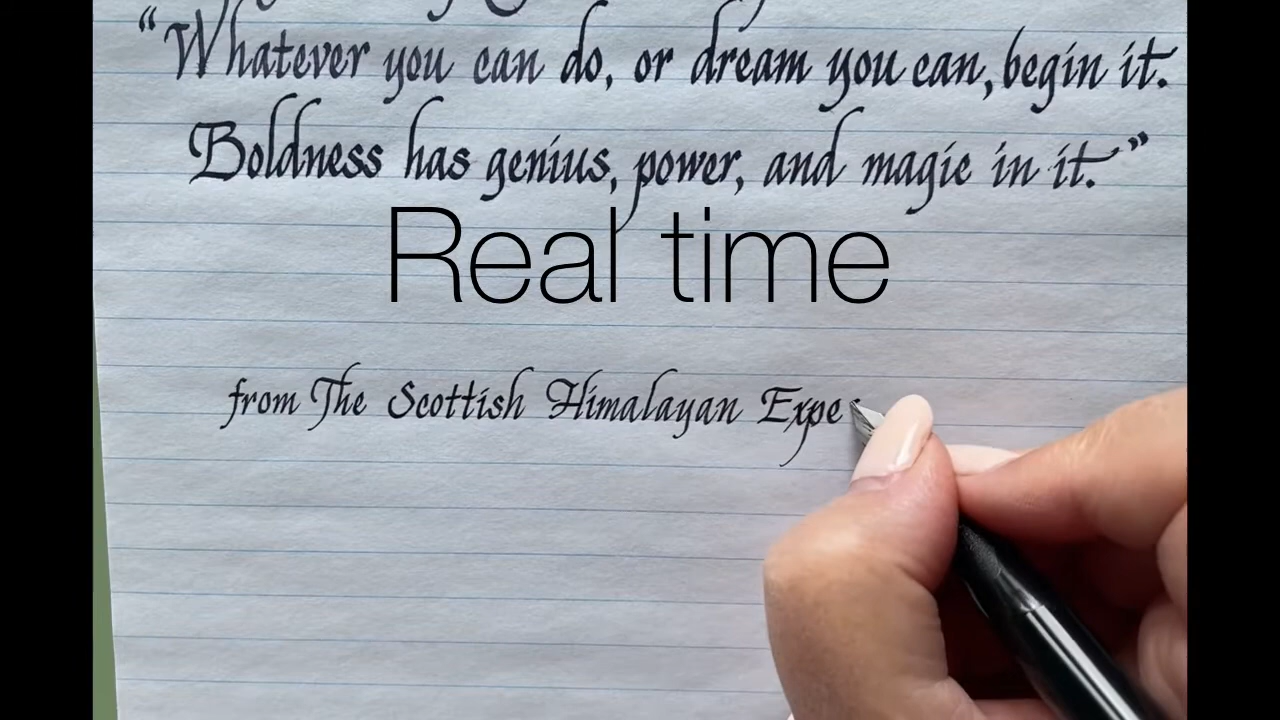 “Whatever you can do, or dream you can, begin it.
Boldness has genius, power, and magic in it.”
Real time
from The Scottish Himalayan Expe